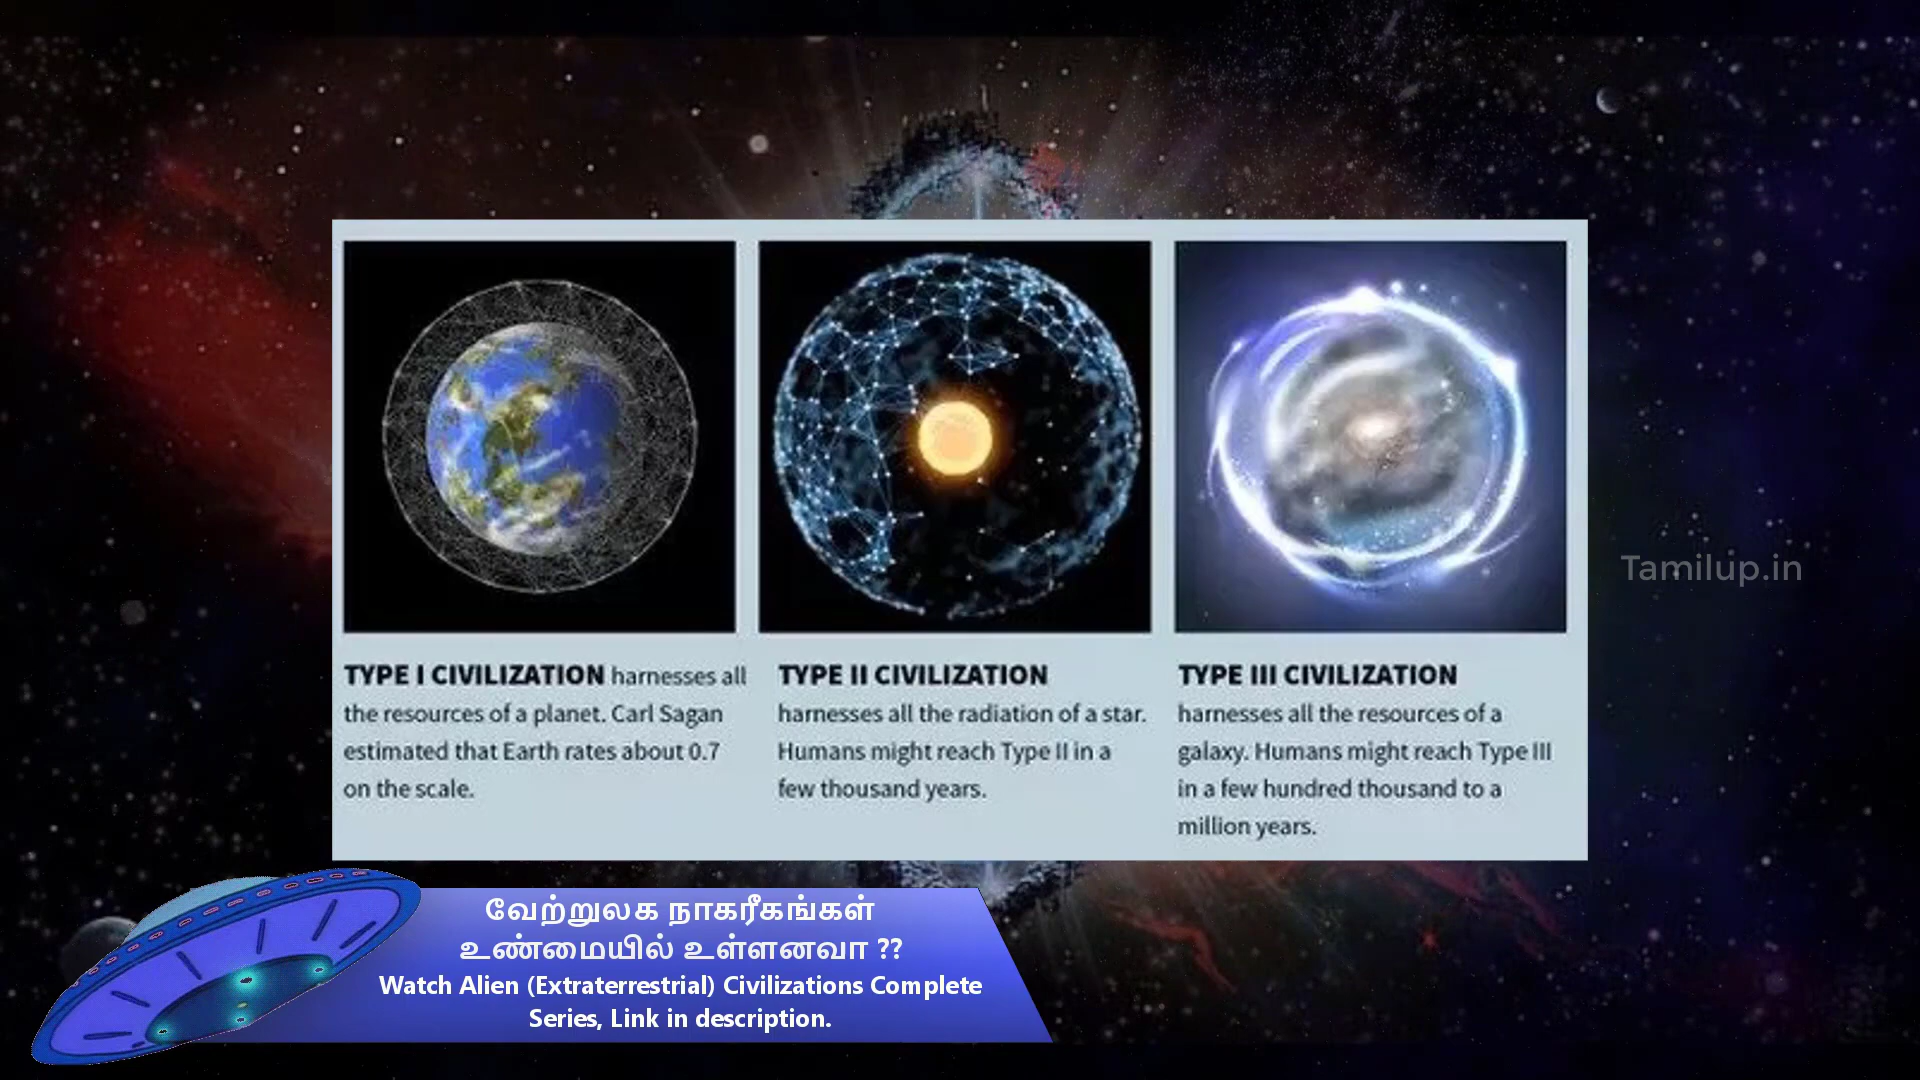 TYPE I CIVILIZATION harnesses all
the resources of a planet. Carl Sagan
estimated that Earth rates about 0.7
on the scale.
TYPE II CIVILIZATION
harnesses all the radiation of a star.
Humans might reach Type II in a
few thousand years.
TYPE III CIVILIZATION
harnesses all the resources of a
galaxy. Humans might reach Type III
in a few hundred thousand to a
million years.
Tamilup.in
வேற்றுலக நாகரீகங்கள்
உண்மையில் உள்ளனவா ??
Watch Alien (Extraterrestrial) Civilizations Complete
Series, Link in description.